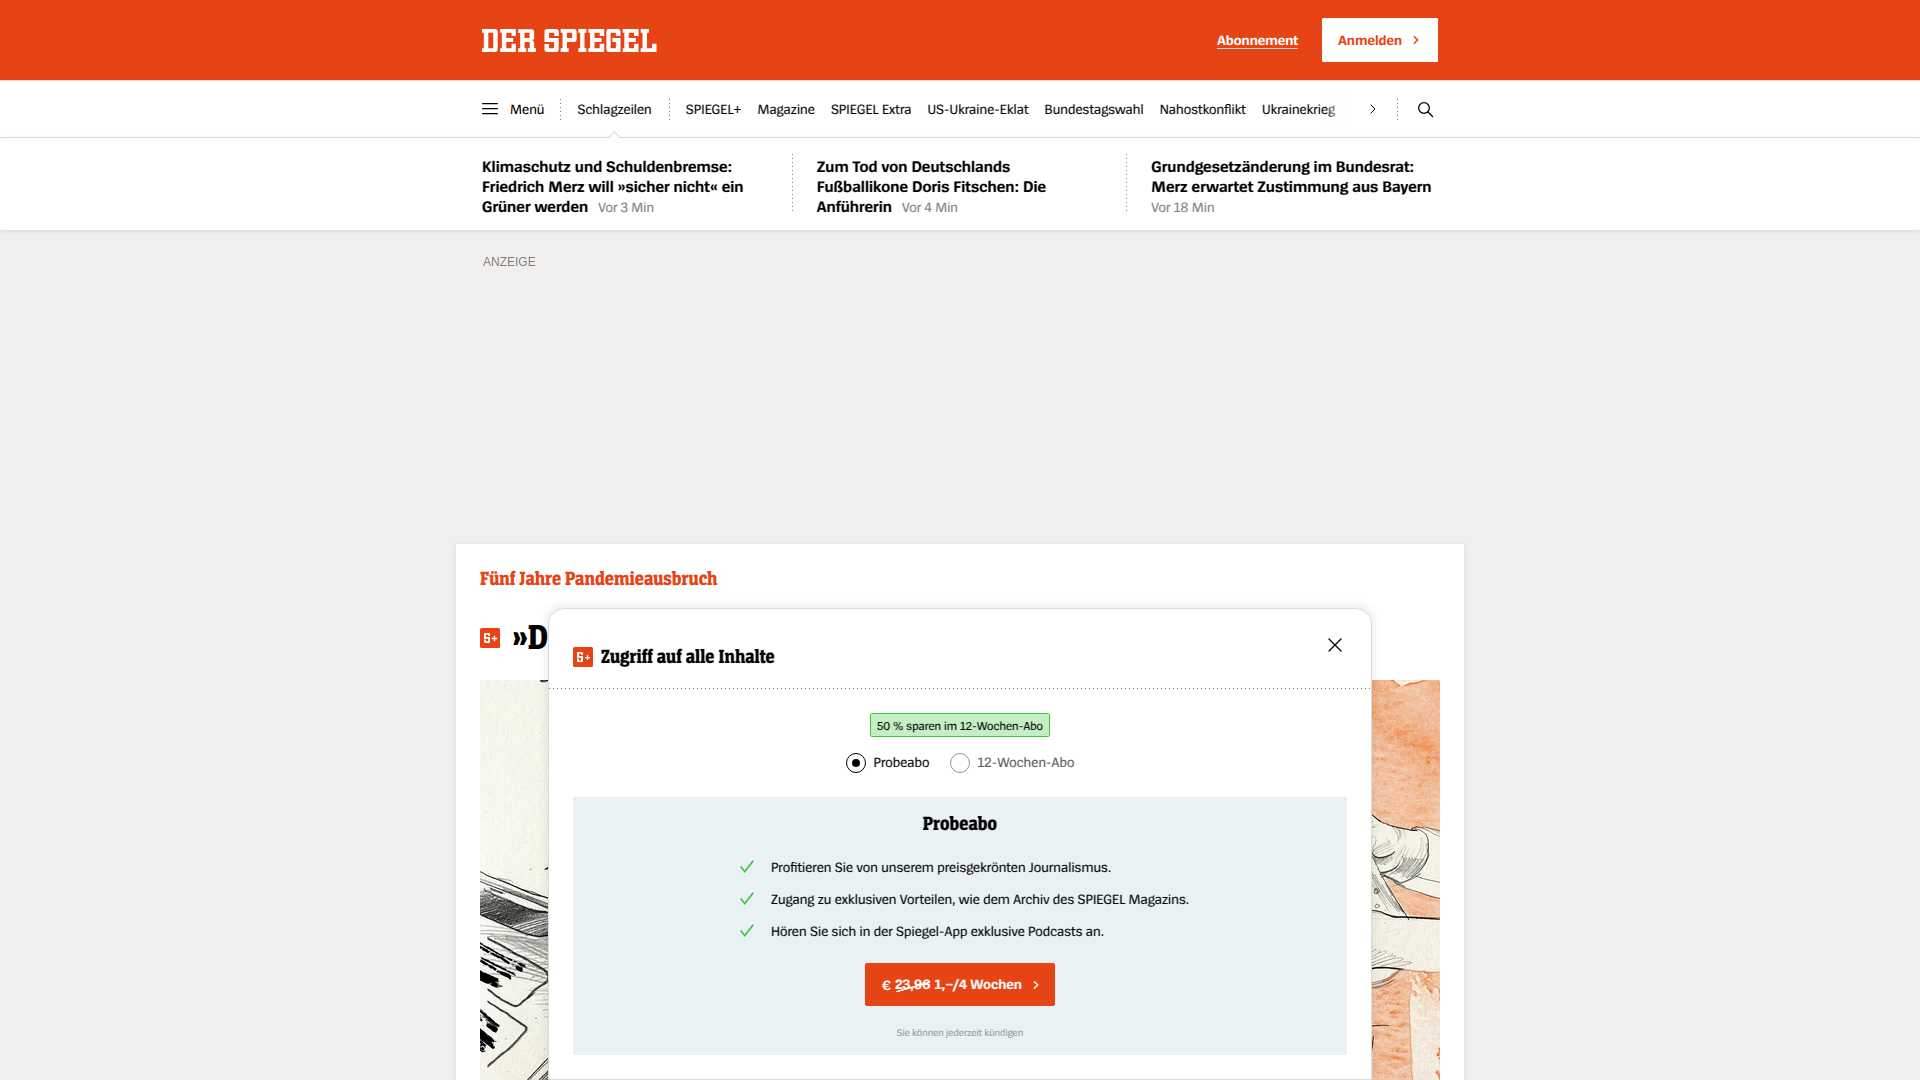 DER SPIEGEL
Abonnement
Anmelden
Menü
Schlagzeilen
SPIEGEL+
Magazine
SPIEGEL Extra
US-Ukraine-Eklat
Bundestagswahl
Nahostkonflikt
Ukrainekrieg
Klimaschutz und Schuldenbremse:
Friedrich Merz will »sicher nicht« ein
Grüner werden Vor 3 Min
Zum Tod von Deutschlands
Fußballikone Doris Fitschen: Die
Anführerin Vor 4 Min
Grundgesetzänderung im Bundesrat:
Merz erwartet Zustimmung aus Bayern
Vor 18 Min
ANZEIGE
Fünf Jahre Pandemieausbruch
»D
Zugriff auf alle Inhalte
50 % sparen im 12-Wochen-Abo
Probeabo
12-Wochen-Abo
Probeabo
Profitieren Sie von unserem preisgekrönten Journalismus.
Zugang zu exklusiven Vorteilen, wie dem Archiv des SPIEGEL Magazins.
Hören Sie sich in der Spiegel-App exklusive Podcasts an.
€ 23,96 1,–/4 Wochen
Sie können jederzeit kündigen